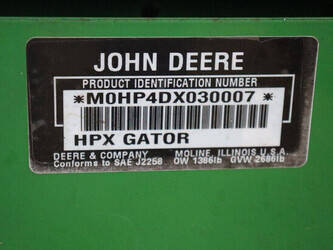 JOHN DEERE
PRODUCT IDENTIFICATION NUMBER
*M0HP4DX030007*
HPX GATOR
DEERE & COMPANY MOLINE, ILLINOIS U.S.A.
Conforms to SAE J2258 OW 1386lb GVW 2686lb